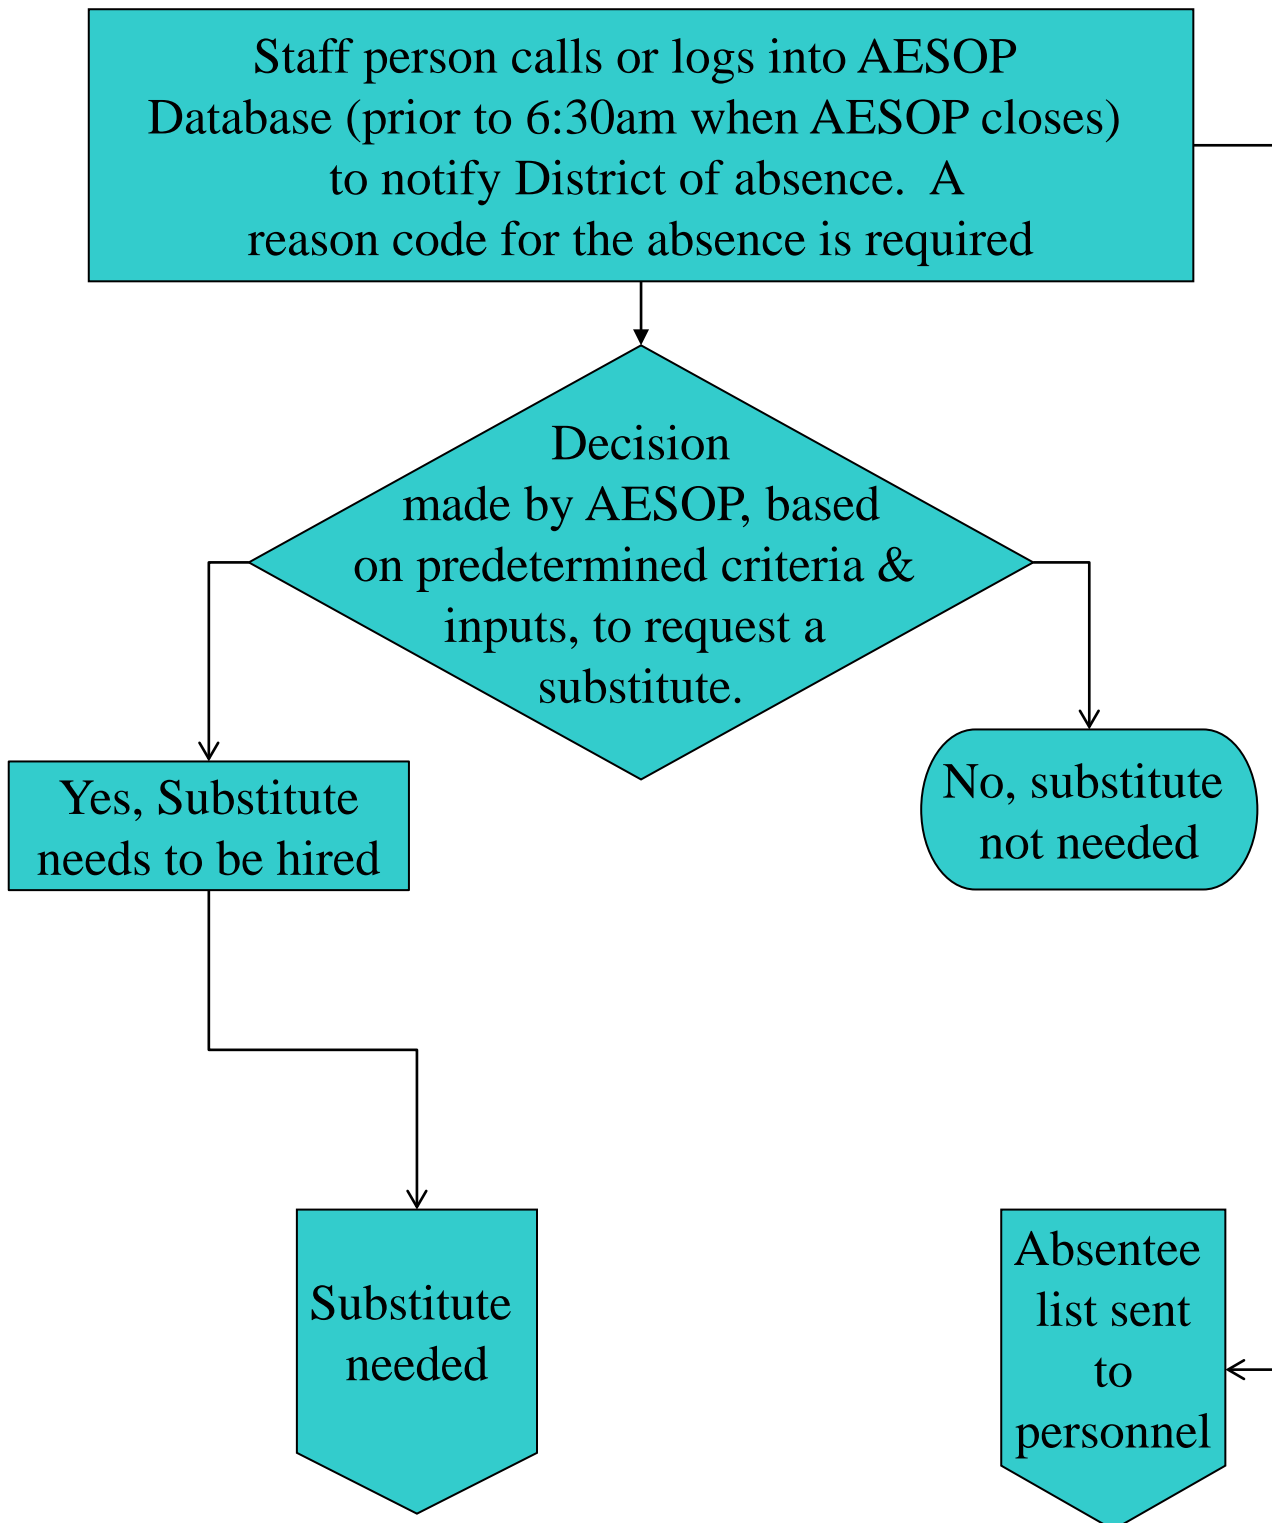 Staff person calls or logs into AESOP
Database (prior to 6:30am when AESOP closes)
to notify District of absence.  A
reason code for the absence is required
Decision
made by AESOP, based
on predetermined criteria &
inputs, to request a
substitute.
Yes, Substitute
needs to be hired
No, substitute
not needed
Substitute
needed
Absentee
list sent
to
personnel